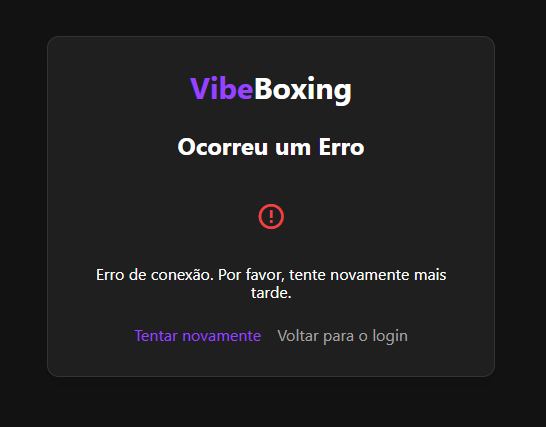 VibeBoxing
Ocorreu um Erro
Erro de conexão. Por favor, tente novamente mais
tarde.
Tentar novamente Voltar para o login